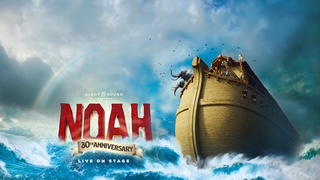 SIGHT & SOUND
NOAH
30TH ANNIVERSARY
LIVE ON STAGE